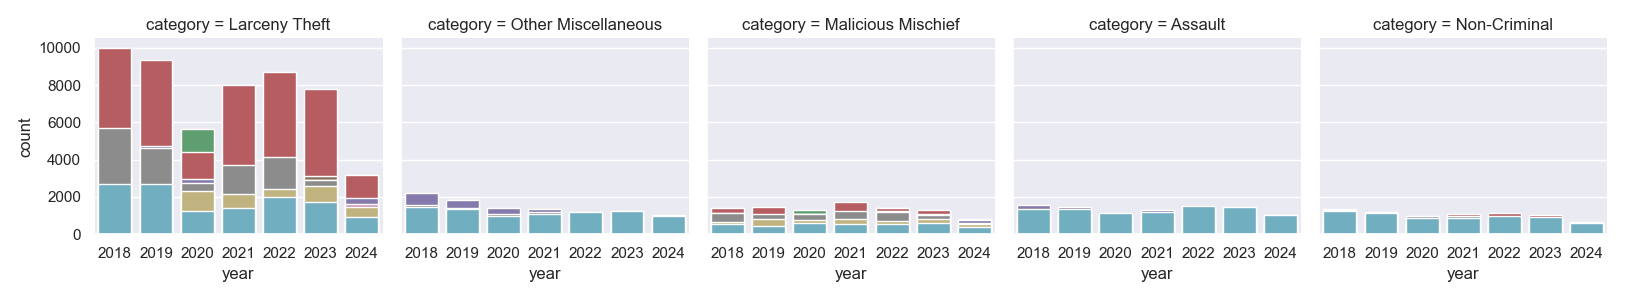 category = Larceny Theft
category = Other Miscellaneous
category = Malicious Mischief
category = Assault
category = Non-Criminal
count
10000
8000
6000
4000
2000
0
2018 2019 2020 2021 2022 2023 2024
2018 2019 2020 2021 2022 2023 2024
2018 2019 2020 2021 2022 2023 2024
2018 2019 2020 2021 2022 2023 2024
2018 2019 2020 2021 2022 2023 2024
year
year
year
year
year